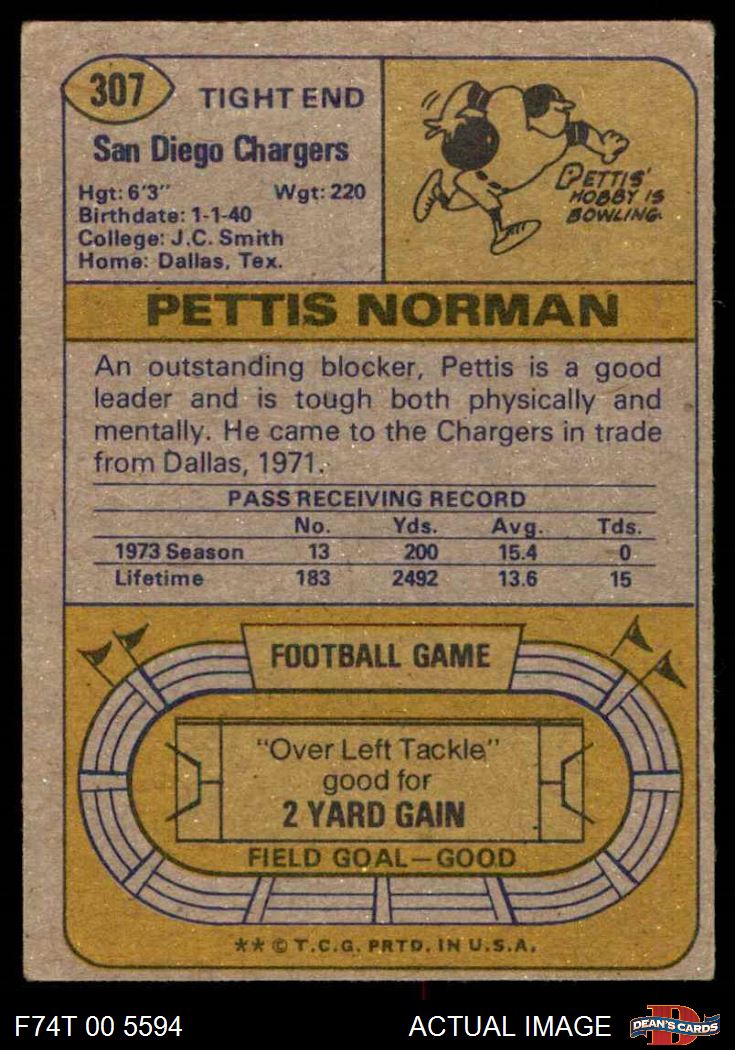 307
TIGHT END
San Diego Chargers
Hgt: 6'3" Wgt: 220
Birthdate: 1-1-40
College: J.C. Smith
Home: Dallas, Tex.
PETTIS'
HOBBY IS
BOWLING.
PETTIS NORMAN
An outstanding blocker, Pettis is a good
leader and is tough both physically and
mentally. He came to the Chargers in trade
from Dallas, 1971.
PASS RECEIVING RECORD
No. Yds. Avg. Tds.
1973 Season 13 200 15.4 0
Lifetime 183 2492 13.6 15
FOOTBALL GAME
"Over Left Tackle"
good for
2 YARD GAIN
FIELD GOAL—GOOD
** © T.C.G. PRTD. IN U.S.A.
F74T 00 5594 ACTUAL IMAGE
D
DEAN'S CARDS